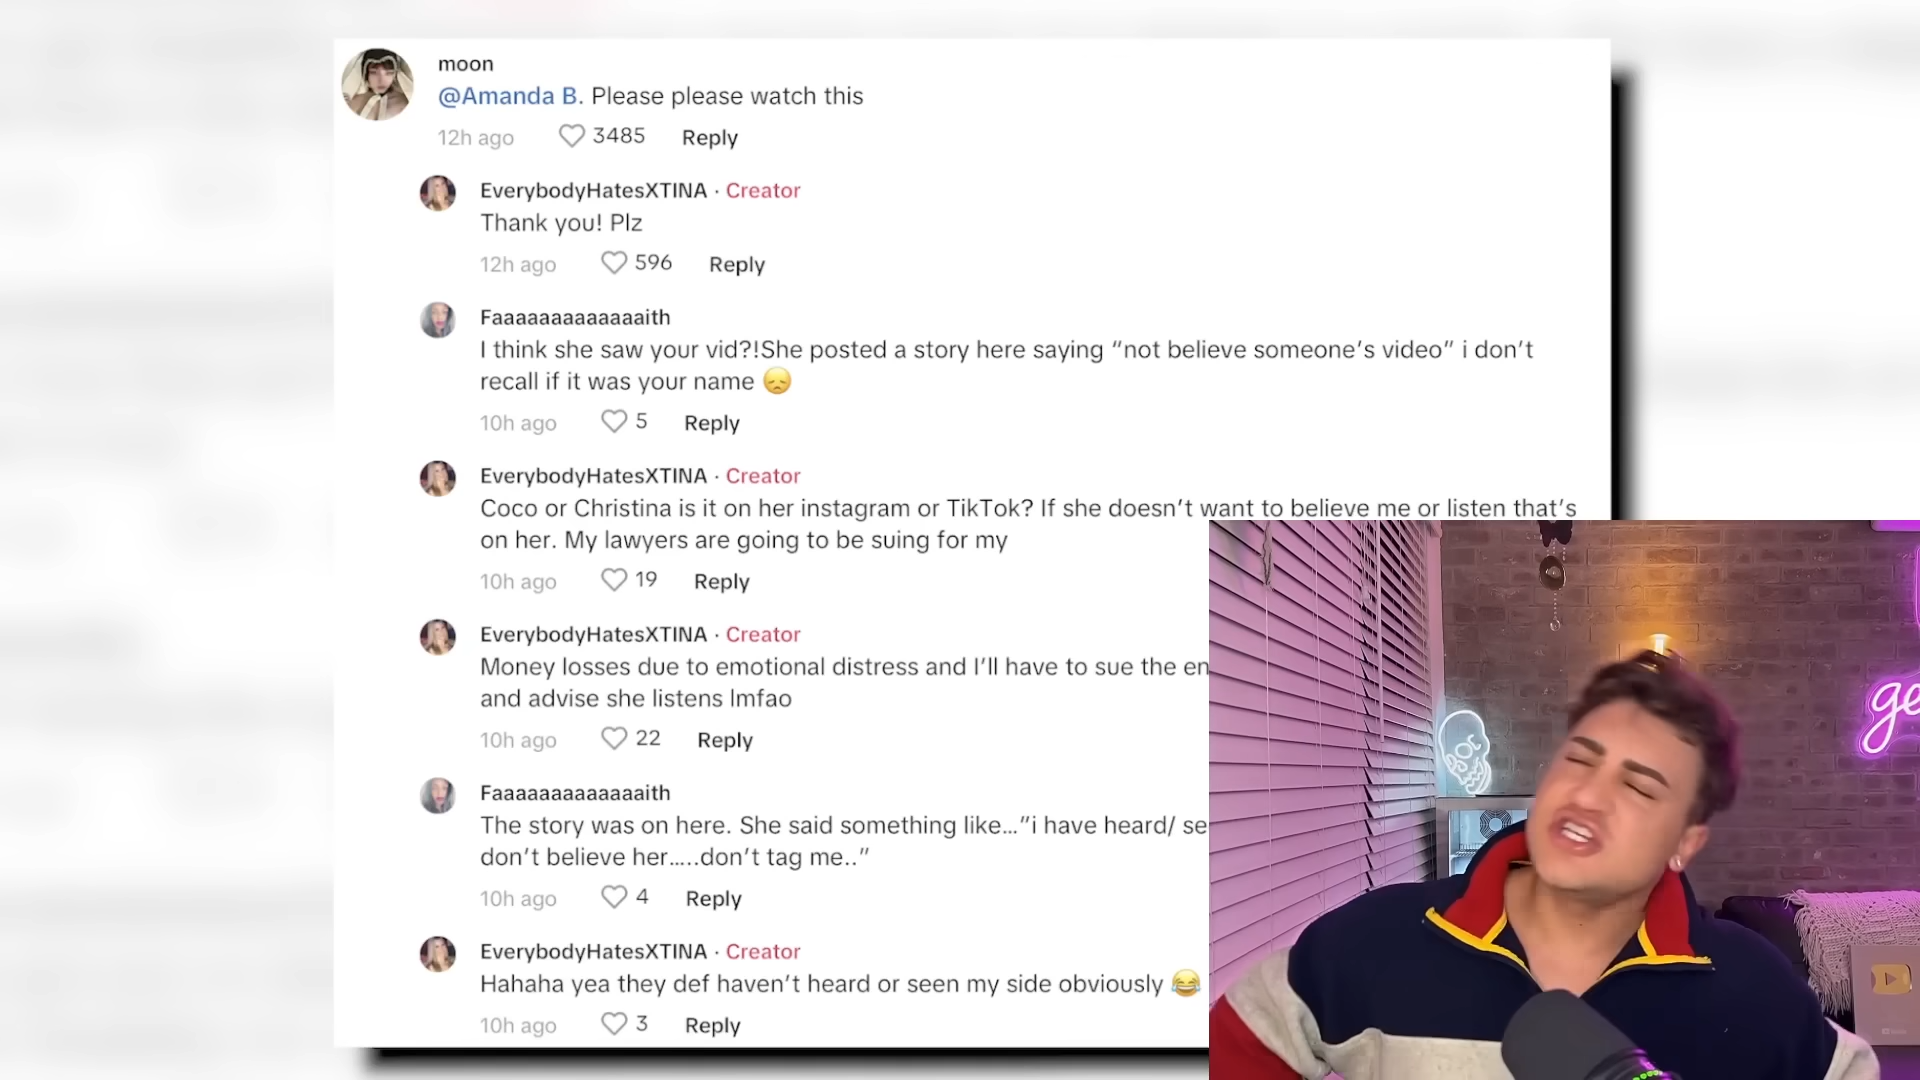 moon
@Amanda B. Please please watch this
12h ago 3485 Reply
EverybodyHatesXTINA · Creator
Thank you! Plz
12h ago 596 Reply
Faaaaaaaaaaaaaith
I think she saw your vid?!She posted a story here saying “not believe someone’s video” i don’t
recall if it was your name 😞
10h ago 5 Reply
EverybodyHatesXTINA · Creator
Coco or Christina is it on her instagram or TikTok? If she doesn’t want to believe me or listen that’s
on her. My lawyers are going to be suing for my
10h ago 19 Reply
EverybodyHatesXTINA · Creator
Money losses due to emotional distress and I’ll have to sue the en
and advise she listens lmfao
10h ago 22 Reply
Faaaaaaaaaaaaaith
The story was on here. She said something like...”i have heard/ se
don’t believe her.....don’t tag me..”
10h ago 4 Reply
EverybodyHatesXTINA · Creator
Hahaha yea they def haven’t heard or seen my side obviously 😂
10h ago 3 Reply
ge